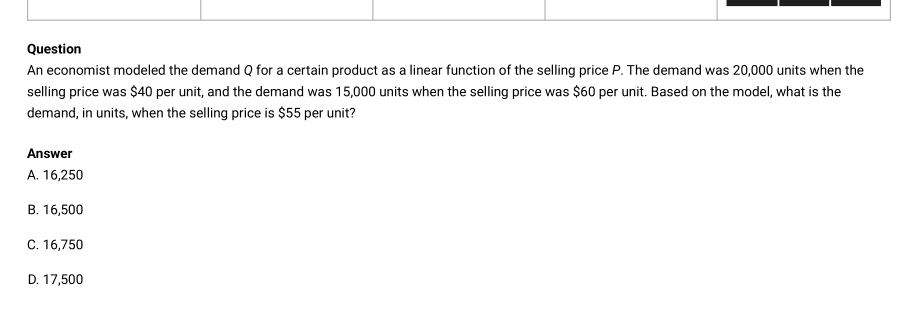 Question
An economist modeled the demand Q for a certain product as a linear function of the selling price P. The demand was 20,000 units when the
selling price was $40 per unit, and the demand was 15,000 units when the selling price was $60 per unit. Based on the model, what is the
demand, in units, when the selling price is $55 per unit?
Answer
A. 16,250
B. 16,500
C. 16,750
D. 17,500